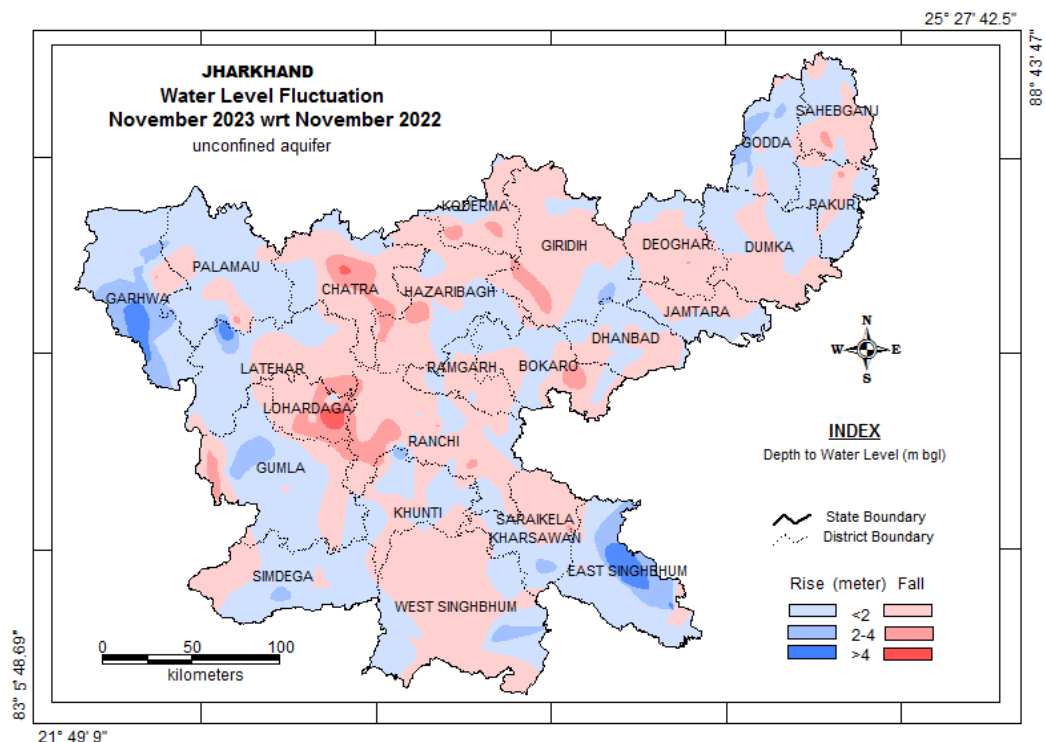 25° 27' 42.5"
88° 43' 47"
JHARKHAND
Water Level Fluctuation
November 2023 wrt November 2022
unconfined aquifer
SAHEBGANJ
GODDA
KODERMA
PAKUR
GIRIDIH
DEOGHAR
DUMKA
PALAMAU
CHATRA
HAZARIBAGH
GARHWA
JAMTARA
DHANBAD
N
W E
S
LATEHAR
RAMGARH
BOKARO
LOHARDAGA
RANCHI
GUMLA
INDEX
Depth to Water Level (m bgl)
KHUNTI
SARAIKELA
KHARSAWAN
State Boundary
District Boundary
SIMDEGA
EAST SINGHBHUM
WEST SINGHBHUM
Rise (meter) Fall
<2
2-4
>4
0 50 100
kilometers
83° 5' 48.69"
21° 49' 9"